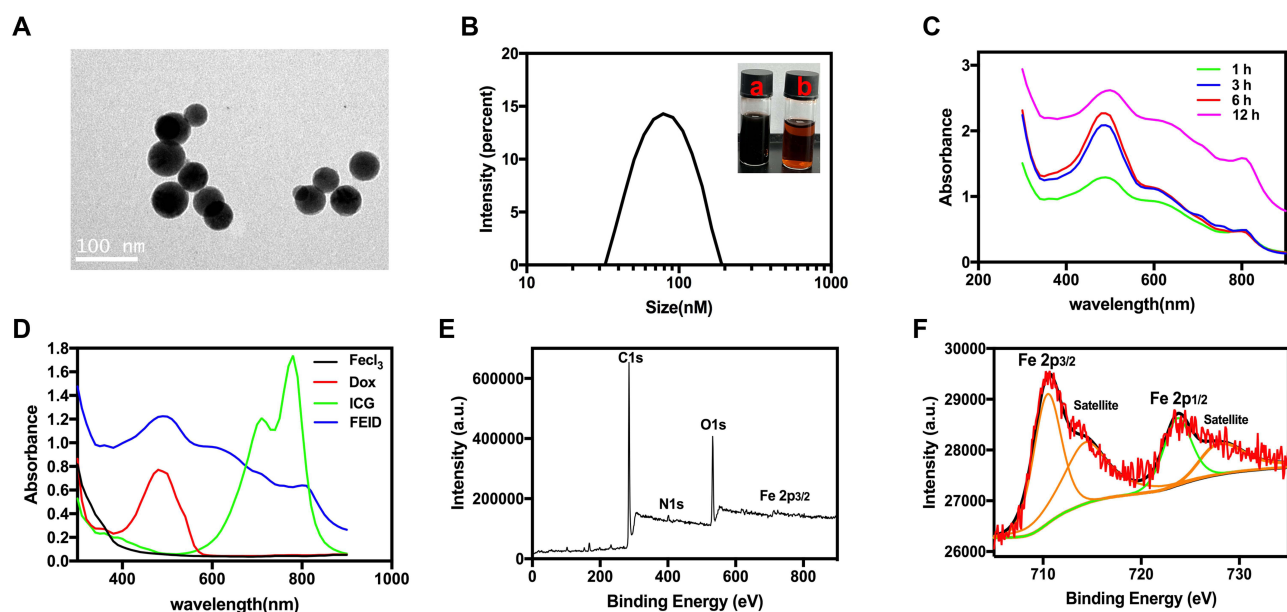 A
100 nm
B
Intensity (percent)
20
15
10
5
0
10
100
1000
Size(nM)
a
b
C
Absorbance
3
2
1
0
200
400
600
800
wavelength(nm)
1 h
3 h
6 h
12 h
D
Absorbance
1.8
1.6
1.4
1.2
1.0
0.8
0.6
0.4
0.2
0.0
400
600
800
1000
wavelength(nm)
Fecl3
Dox
ICG
FEID
E
Intensity (a.u.)
600000
400000
200000
0
0
200
400
600
800
Binding Energy (eV)
C1s
O1s
N1s
Fe 2p3/2
F
Intensity (a.u.)
30000
29000
28000
27000
26000
710
720
730
Binding Energy (eV)
Fe 2p3/2
Satellite
Fe 2p1/2
Satellite